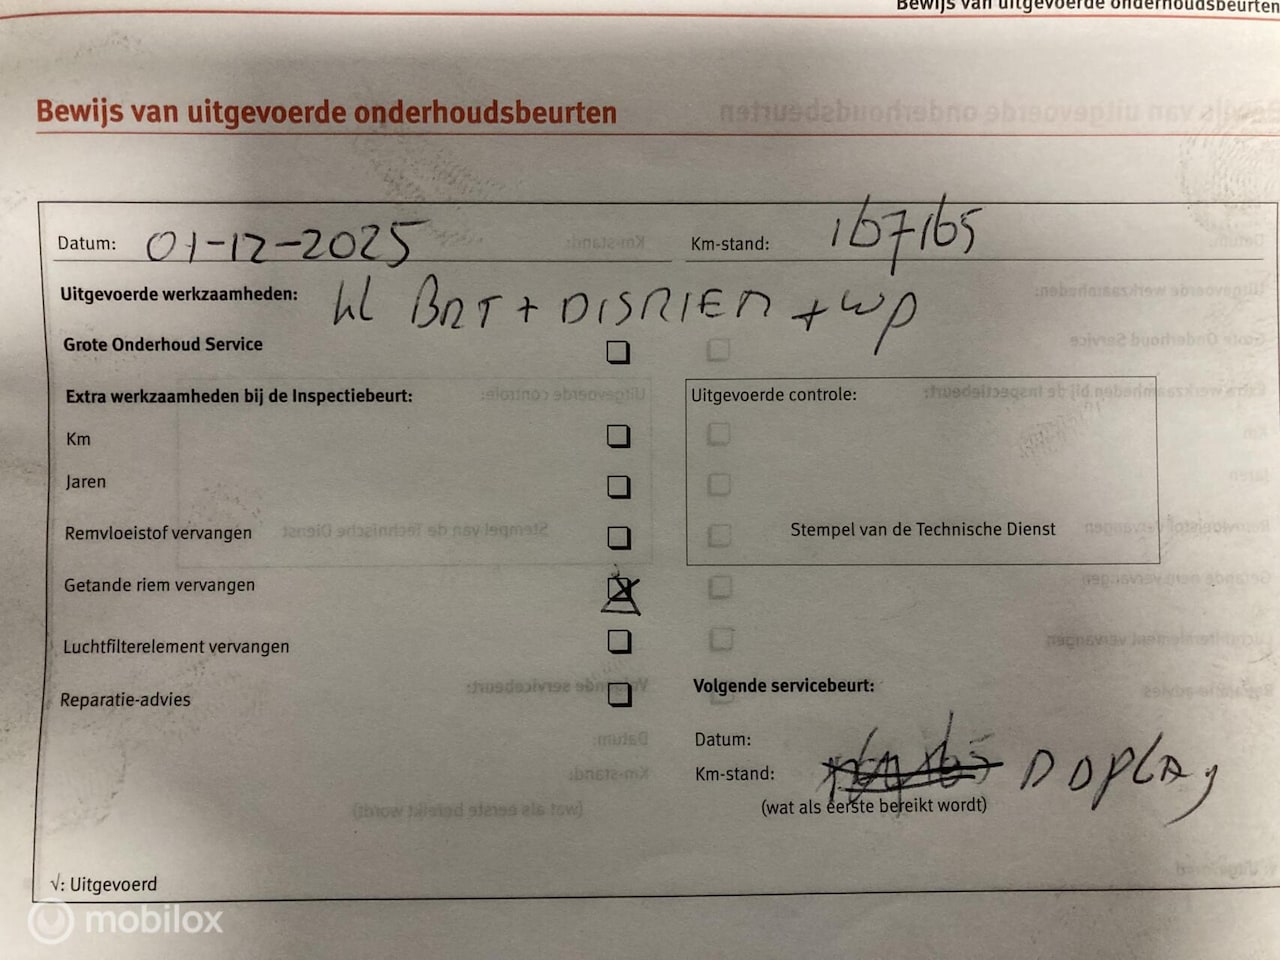 Bewijs van uitgevoerde onderhoudsbeurten
Bewijs van uitgevoerde onderhoudsbeurten
Datum: 01-12-2025 Km-stand: 167165
Uitgevoerde werkzaamheden: kl BRT + DISRIEM + WP
Grote Onderhoud Service
Extra werkzaamheden bij de Inspectiebeurt: Uitgevoerde controle:
Km
Jaren
Remvloeistof vervangen Stempel van de Technische Dienst
Getande riem vervangen
Luchtfilterelement vervangen
Reparatie-advies Volgende servicebeurt:
Datum:
Km-stand:
(wat als eerste bereikt wordt)
√: Uitgevoerd
mobilox